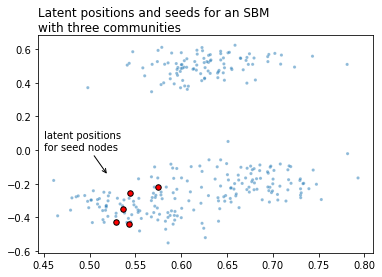 Latent positions and seeds for an SBM
with three communities
0.6
0.4
0.2
0.0
−0.2
−0.4
−0.6
latent positions
for seed nodes
0.45 0.50 0.55 0.60 0.65 0.70 0.75 0.80